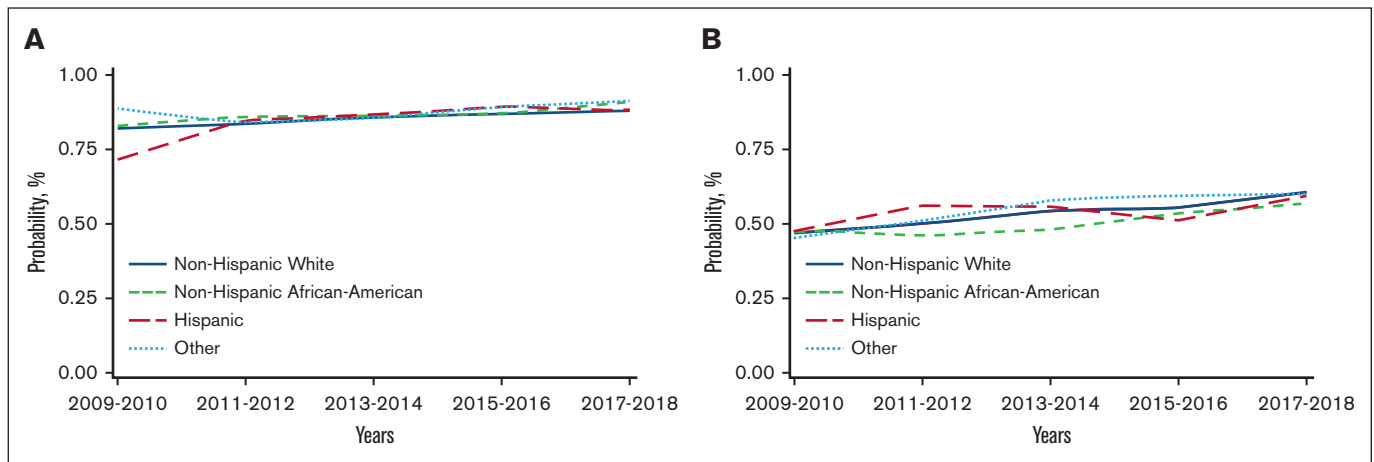 A
Probability, %
1.00
0.75
0.50
0.25
0.00
Non-Hispanic White
Non-Hispanic African-American
Hispanic
Other
2009-2010 2011-2012 2013-2014 2015-2016 2017-2018
Years
B
Probability, %
1.00
0.75
0.50
0.25
0.00
Non-Hispanic White
Non-Hispanic African-American
Hispanic
Other
2009-2010 2011-2012 2013-2014 2015-2016 2017-2018
Years